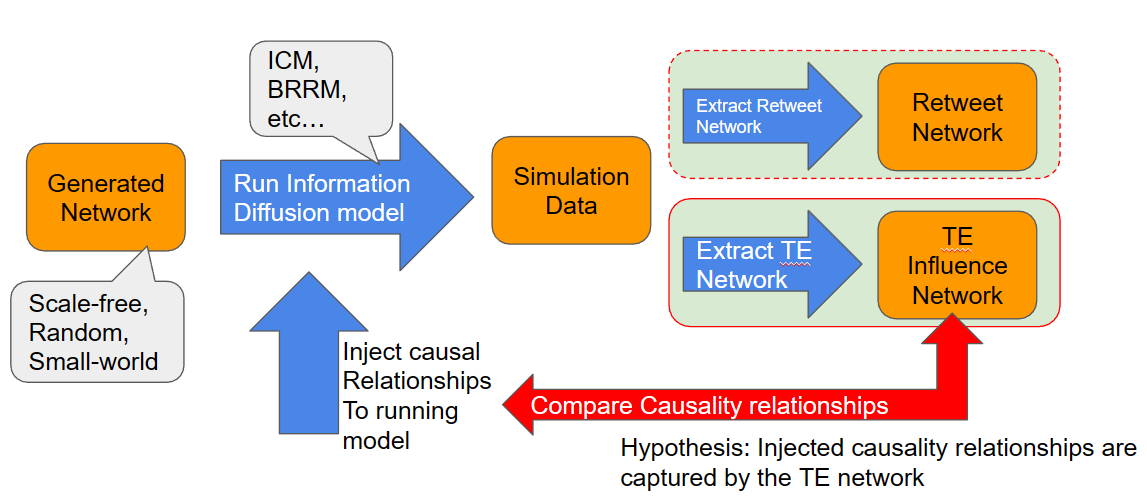 ICM,
BRRM,
etc…
Generated
Network
Run Information
Diffusion model
Simulation
Data
Extract Retweet
Network
Retweet
Network
Extract TE
Network
TE
Influence
Network
Scale-free,
Random,
Small-world
Inject causal
Relationships
To running
model
Compare Causality relationships
Hypothesis: Injected causality relationships are
captured by the TE network